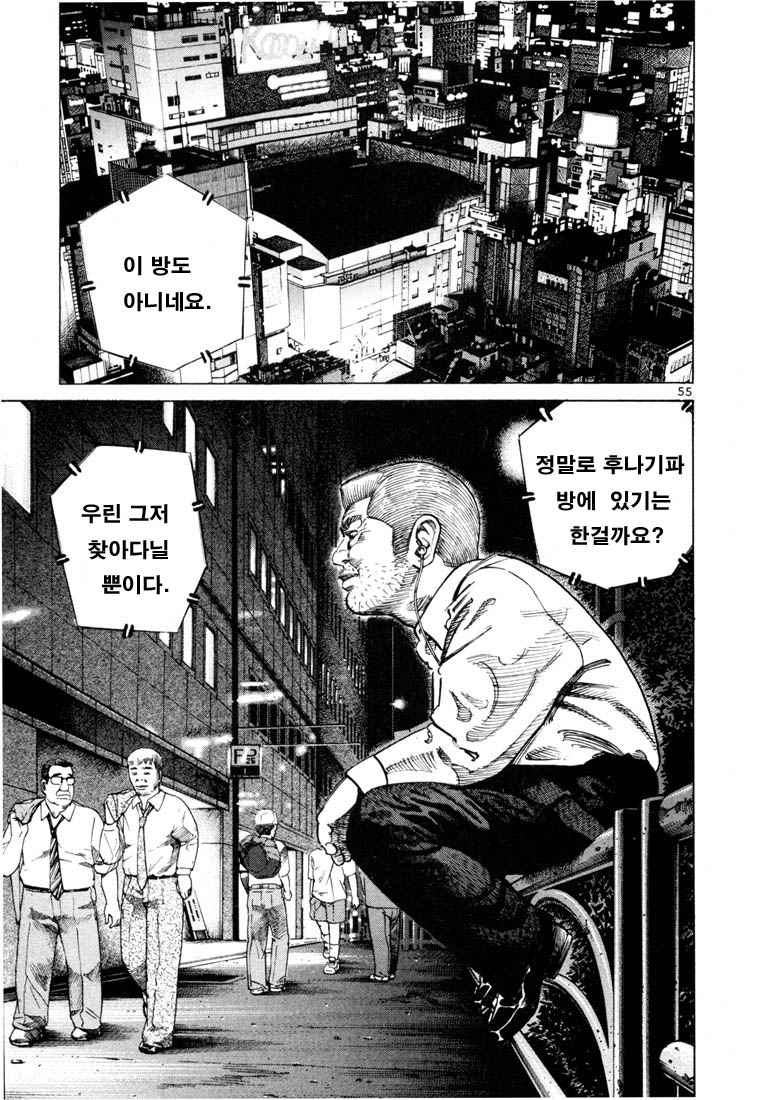 이 방도
아니네요.
55
정말로 후나기파
방에 있기는
한걸까요?
우린 그저
찾아다닐
뿐이다.